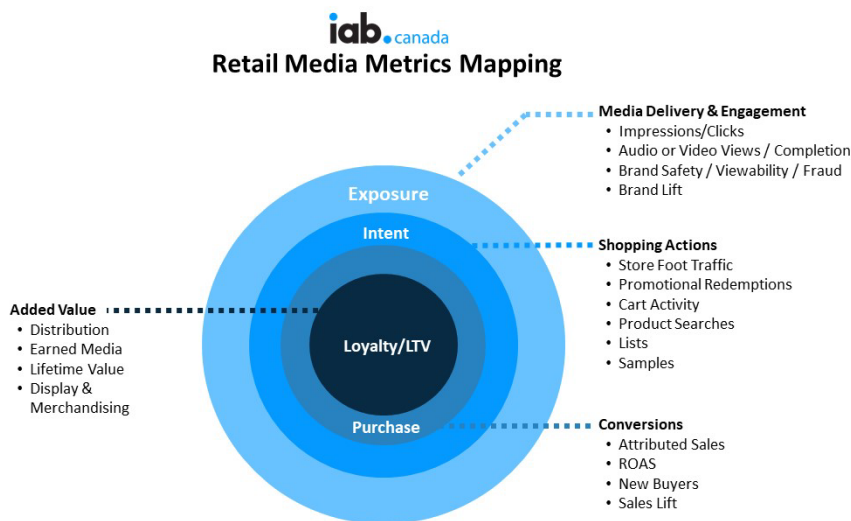 iab.canada
Retail Media Metrics Mapping
Media Delivery & Engagement
• Impressions/Clicks
• Audio or Video Views / Completion
• Brand Safety / Viewability / Fraud
• Brand Lift
Exposure
Intent
Shopping Actions
• Store Foot Traffic
• Promotional Redemptions
• Cart Activity
• Product Searches
• Lists
• Samples
Added Value
• Distribution
• Earned Media
• Lifetime Value
• Display &
Merchandising
Loyalty/LTV
Purchase
Conversions
• Attributed Sales
• ROAS
• New Buyers
• Sales Lift